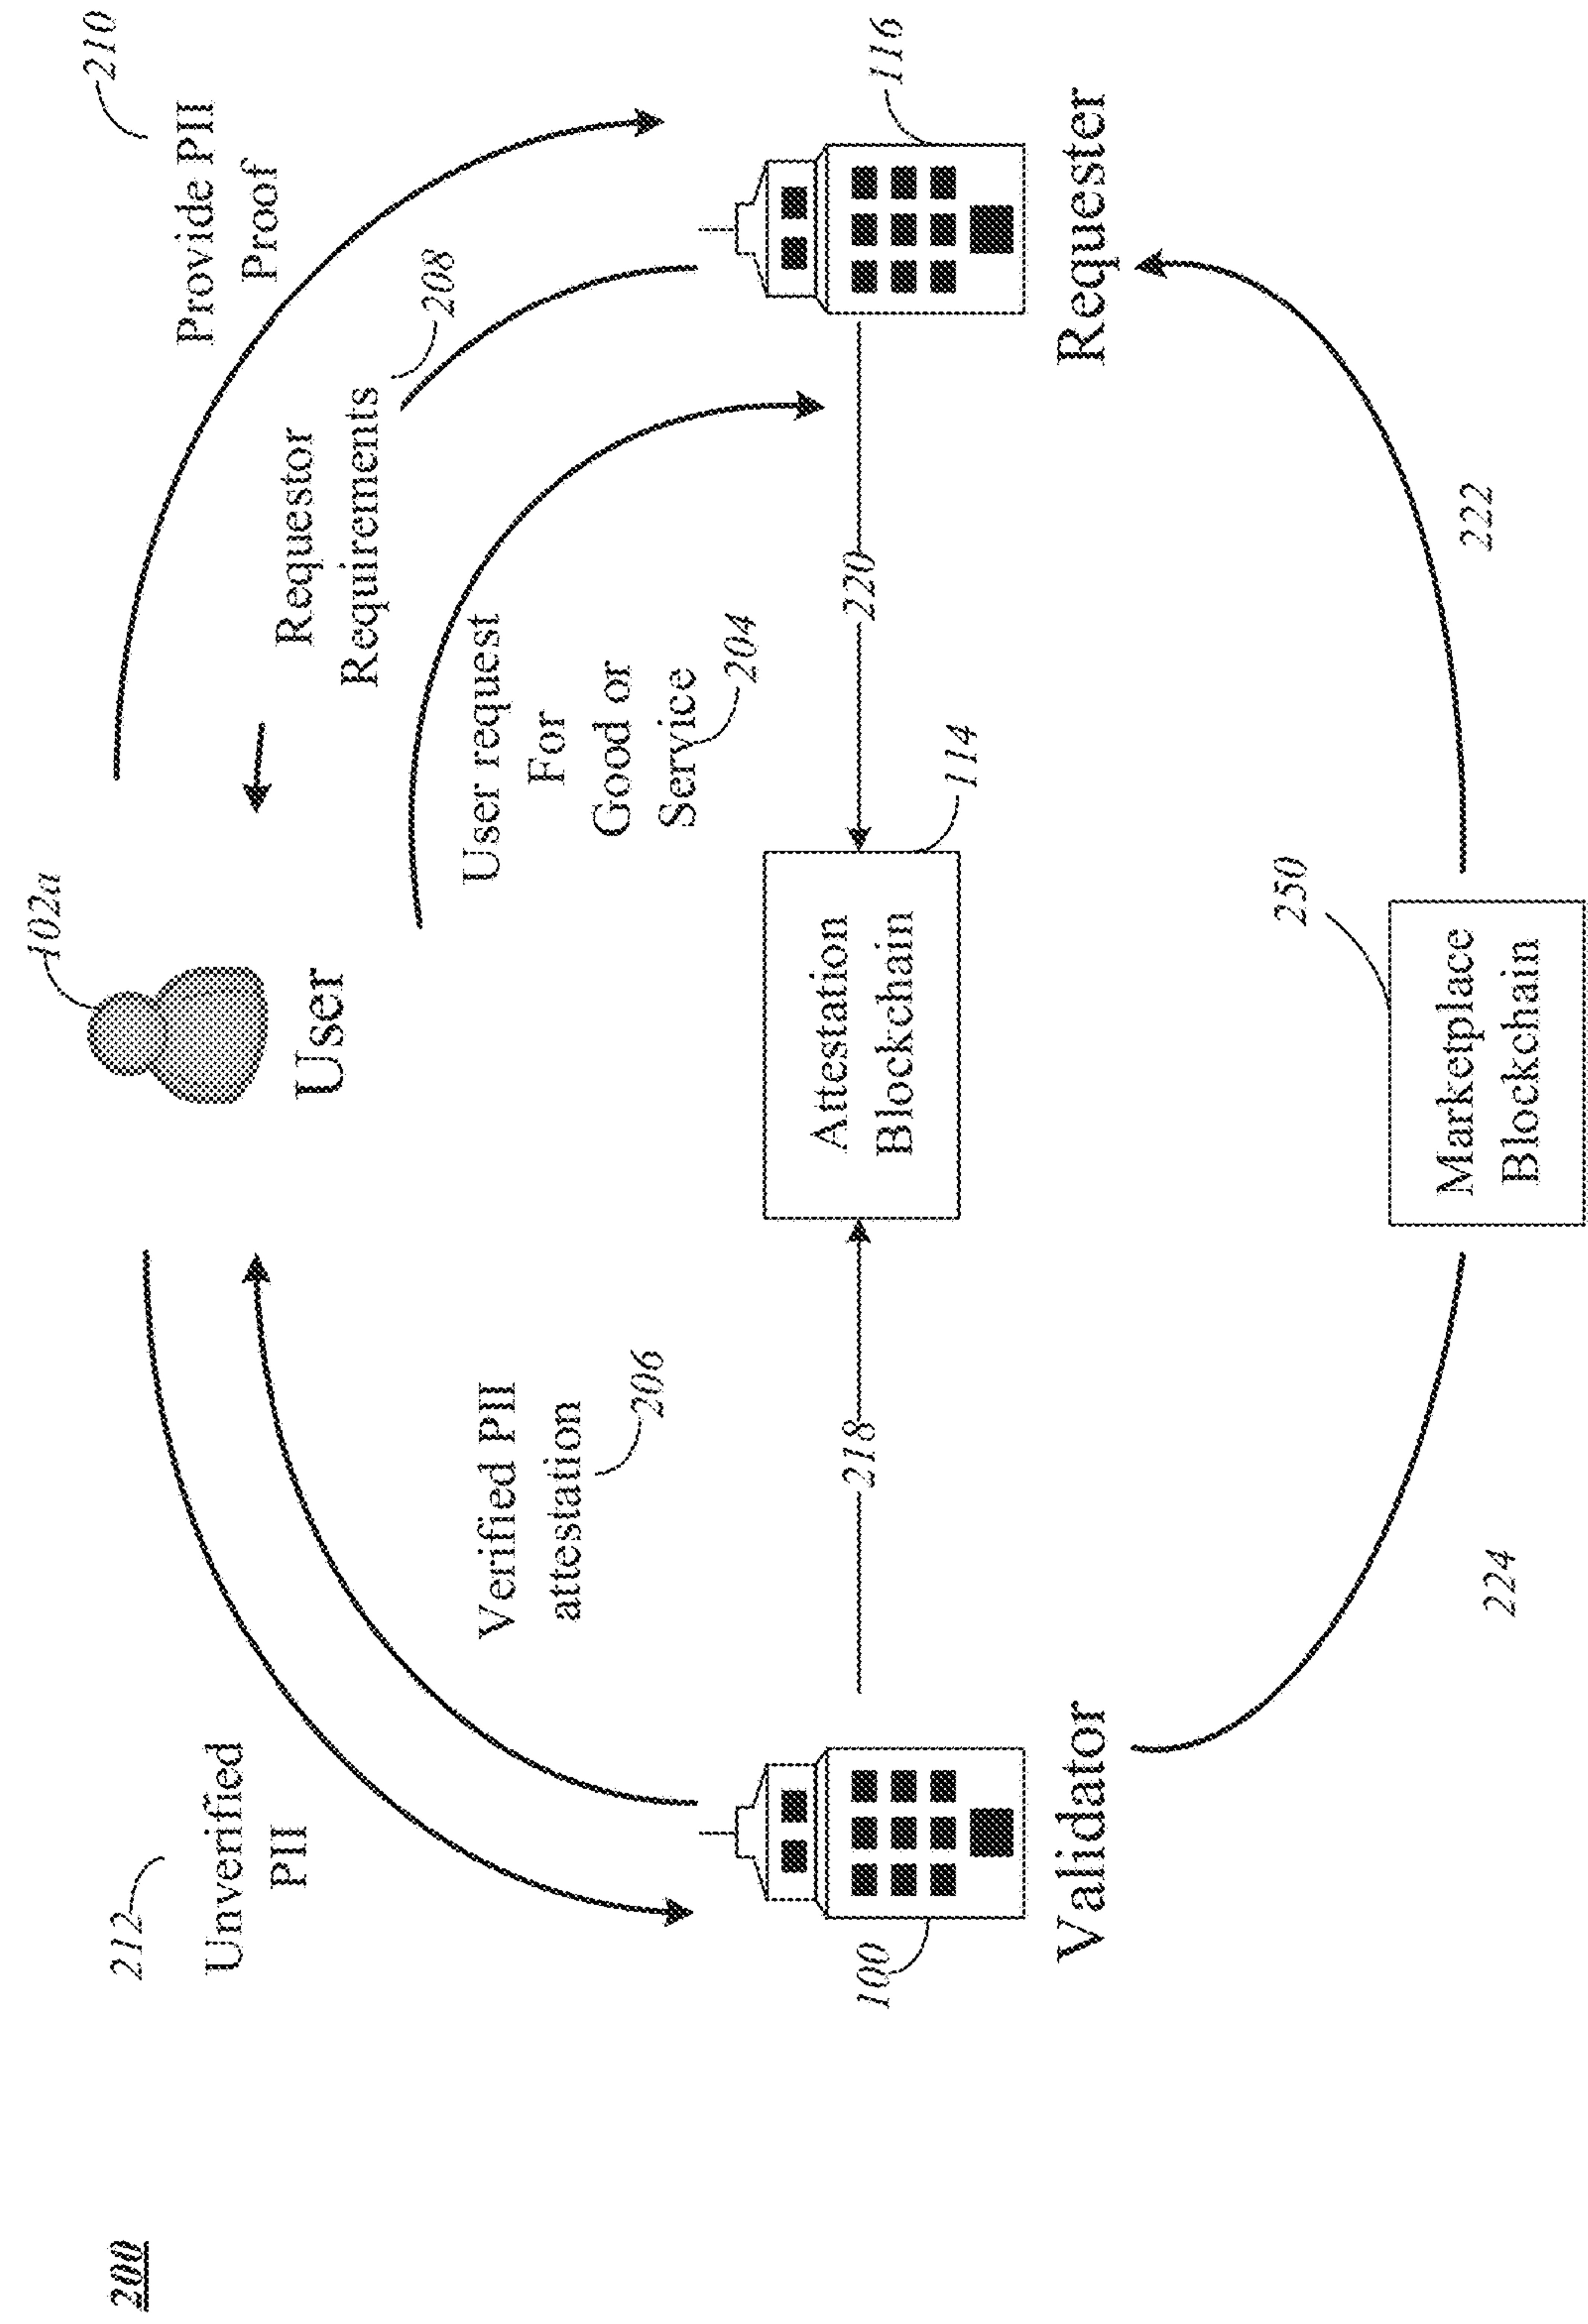 200
212
Unverified
PII
102a
User
210
Provide PII
Proof
Requestor
Requirements
208
User request
For
Good or
Service
204
Verified PII
attestation
206
100
Validator
218
Attestation
Blockchain
114
220
116
Requester
250
Marketplace
Blockchain
224
222